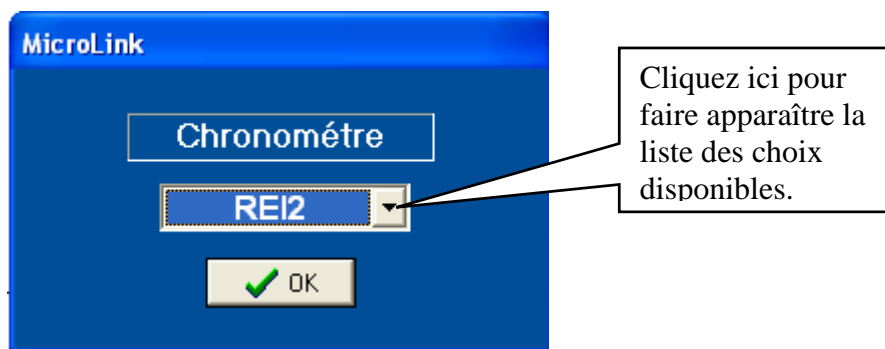 MicroLink
Chronométre
REI2
OK
Cliquez ici pour
faire apparaître la
liste des choix
disponibles.